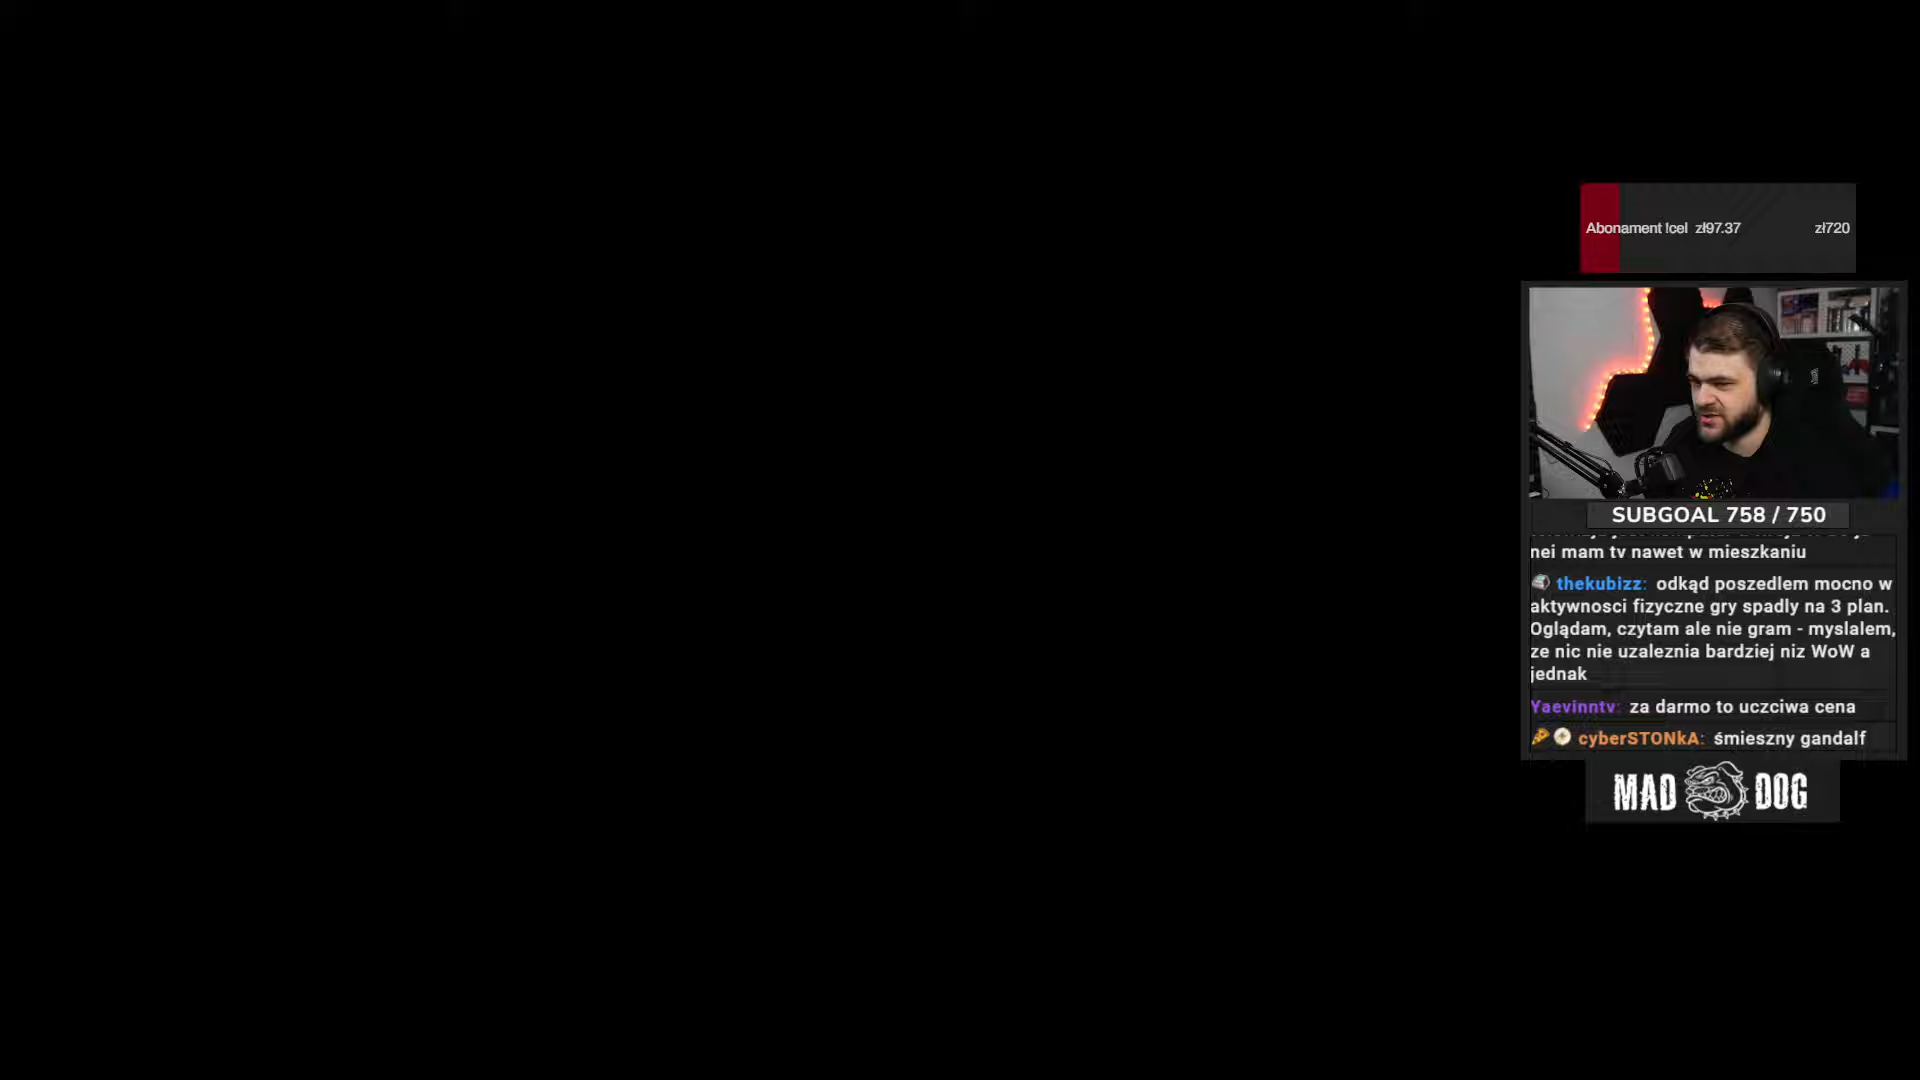 Abonament !cel zł97.37 zł720
SUBGOAL 758 / 750
nei mam tv nawet w mieszkaniu
thekubizz: odkąd poszedlem mocno w
aktywnosci fizyczne gry spadly na 3 plan.
Oglądam, czytam ale nie gram - myslalem,
ze nic nie uzaleznia bardziej niz WoW a
jednak
Yaevinntv: za darmo to uczciwa cena
cyberSTONkA: śmieszny gandalf
MAD DOG